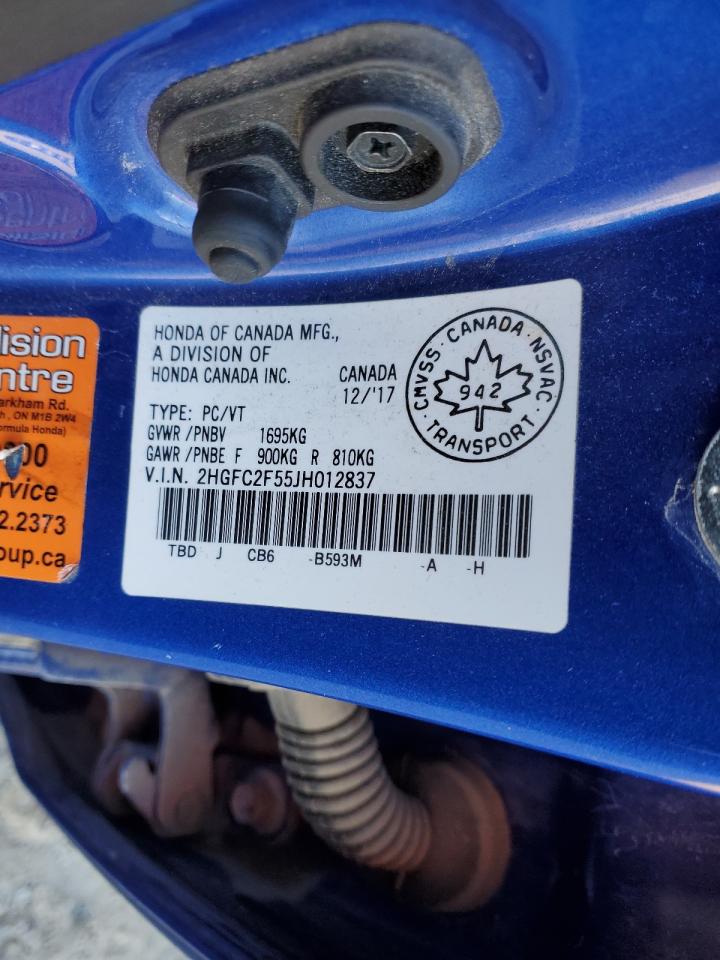 HONDA OF CANADA MFG.,
A DIVISION OF
HONDA CANADA INC.
CANADA
12/'17
TYPE: PC/VT
GVWR/PNBV 1695KG
GAWR/PNBE F 900KG R 810KG
V.I.N. 2HGFC2F55JH012837
TBD J CB6 -B593M -A -H
CMVSS · CANADA · NSVAC
942
TRANSPORT
lision
ntre
arkham Rd.
h, ON M1B 2W4
ormula Honda)
00
rvice
2.2373
oup.ca